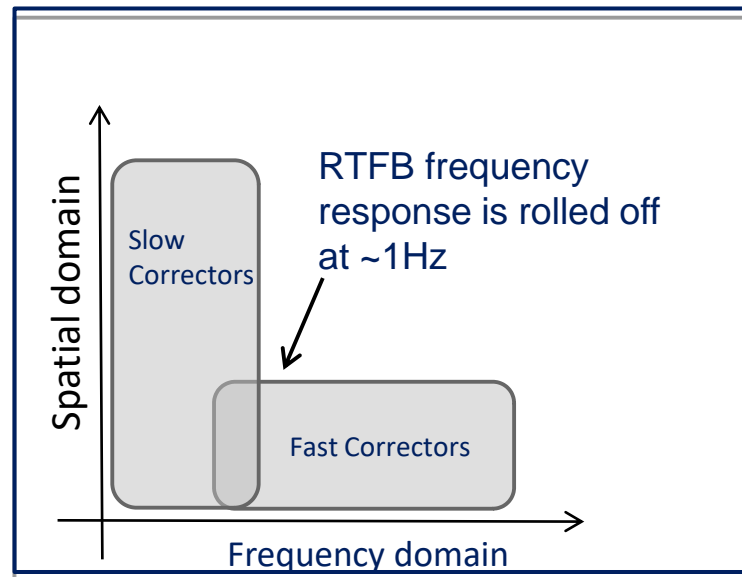 RTFB frequency
response is rolled off
at ~1Hz
Slow
Correctors
Fast Correctors
Spatial domain
Frequency domain